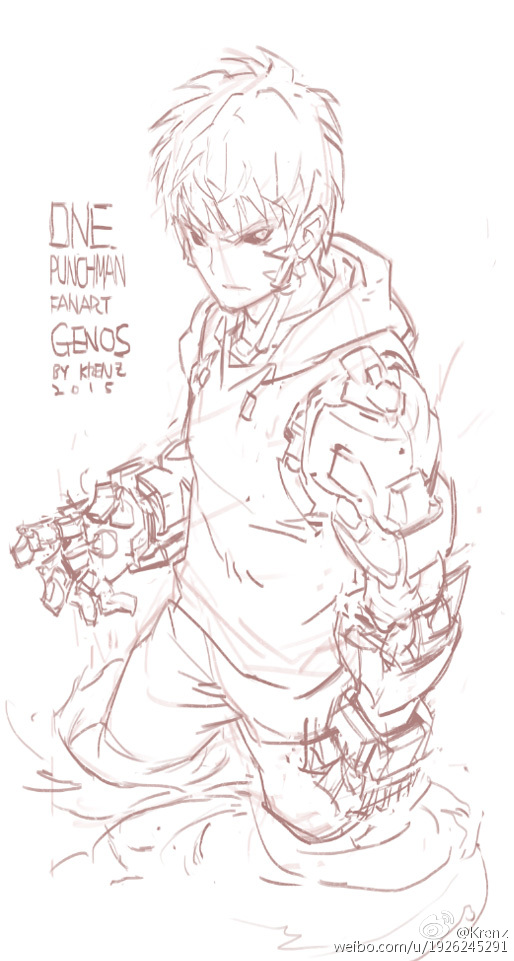 ONE
PUNCHMAN
FANART
GENOS
BY KRENZ
2015
@Krenz
weibo.com/u/1926245291